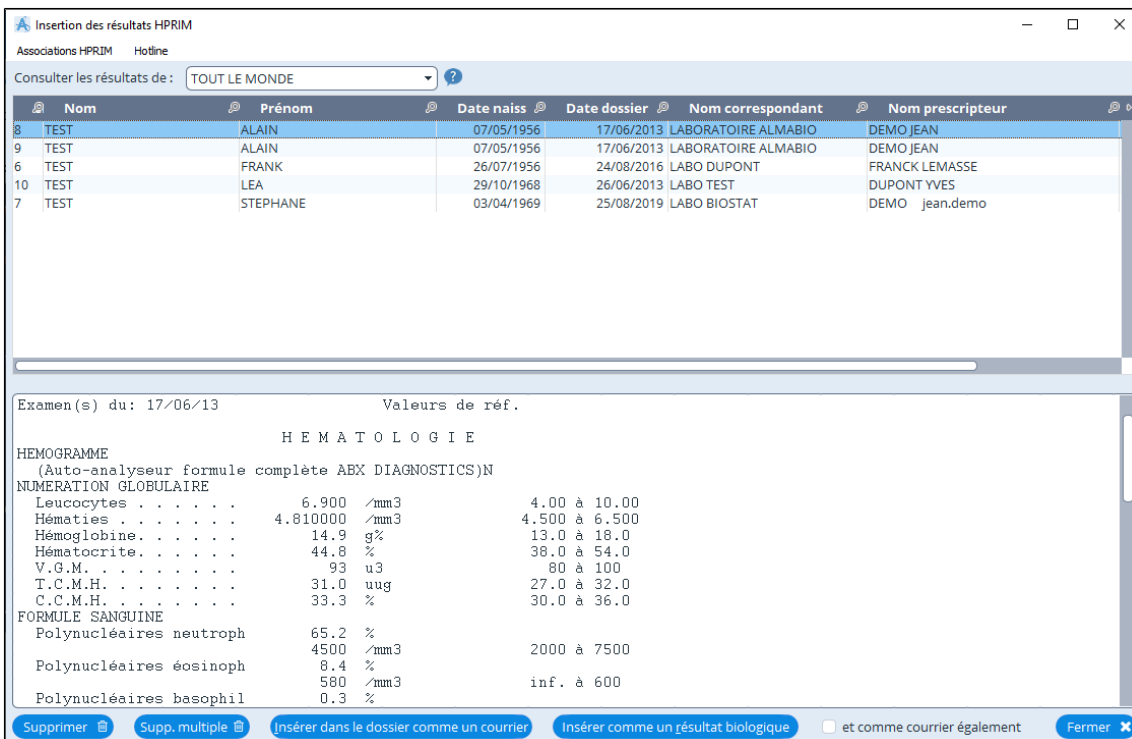 Insertion des résultats HPRIM
Associations HPRIM Hotline
Consulter les résultats de : TOUT LE MONDE ?
Nom Prénom Date naiss Date dossier Nom correspondant Nom prescripteur
8 TEST ALAIN 07/05/1956 17/06/2013 LABORATOIRE ALMABIO DEMO JEAN
9 TEST ALAIN 07/05/1956 17/06/2013 LABORATOIRE ALMABIO DEMO JEAN
6 TEST FRANK 26/07/1956 24/08/2016 LABO DUPONT FRANCK LEMASSE
10 TEST LEA 29/10/1968 26/06/2013 LABO TEST DUPONT YVES
7 TEST STEPHANE 03/04/1969 25/08/2019 LABO BIOSTAT DEMO jean.demo
Examen(s) du: 17/06/13 Valeurs de réf.
H E M A T O L O G I E
HEMOGRAMME
(Auto-analyseur formule complète ABX DIAGNOSTICS)N
NUMERATION GLOBULAIRE
Leucocytes . . . . . . 6.900 /mm3 4.00 à 10.00
Hématies . . . . . . . 4.810000 /mm3 4.500 à 6.500
Hémoglobine. . . . . . 14.9 g% 13.0 à 18.0
Hématocrite. . . . . . 44.8 % 38.0 à 54.0
V.G.M. . . . . . . . . 93 u3 80 à 100
T.C.M.H. . . . . . . . 31.0 uug 27.0 à 32.0
C.C.M.H. . . . . . . . 33.3 % 30.0 à 36.0
FORMULE SANGUINE
Polynucléaires neutroph 65.2 %
4500 /mm3 2000 à 7500
Polynucléaires éosinoph 8.4 %
580 /mm3 inf. à 600
Polynucléaires basophil 0.3 %
Supprimer Supp. multiple Insérer dans le dossier comme un courrier Insérer comme un résultat biologique et comme courrier également Fermer